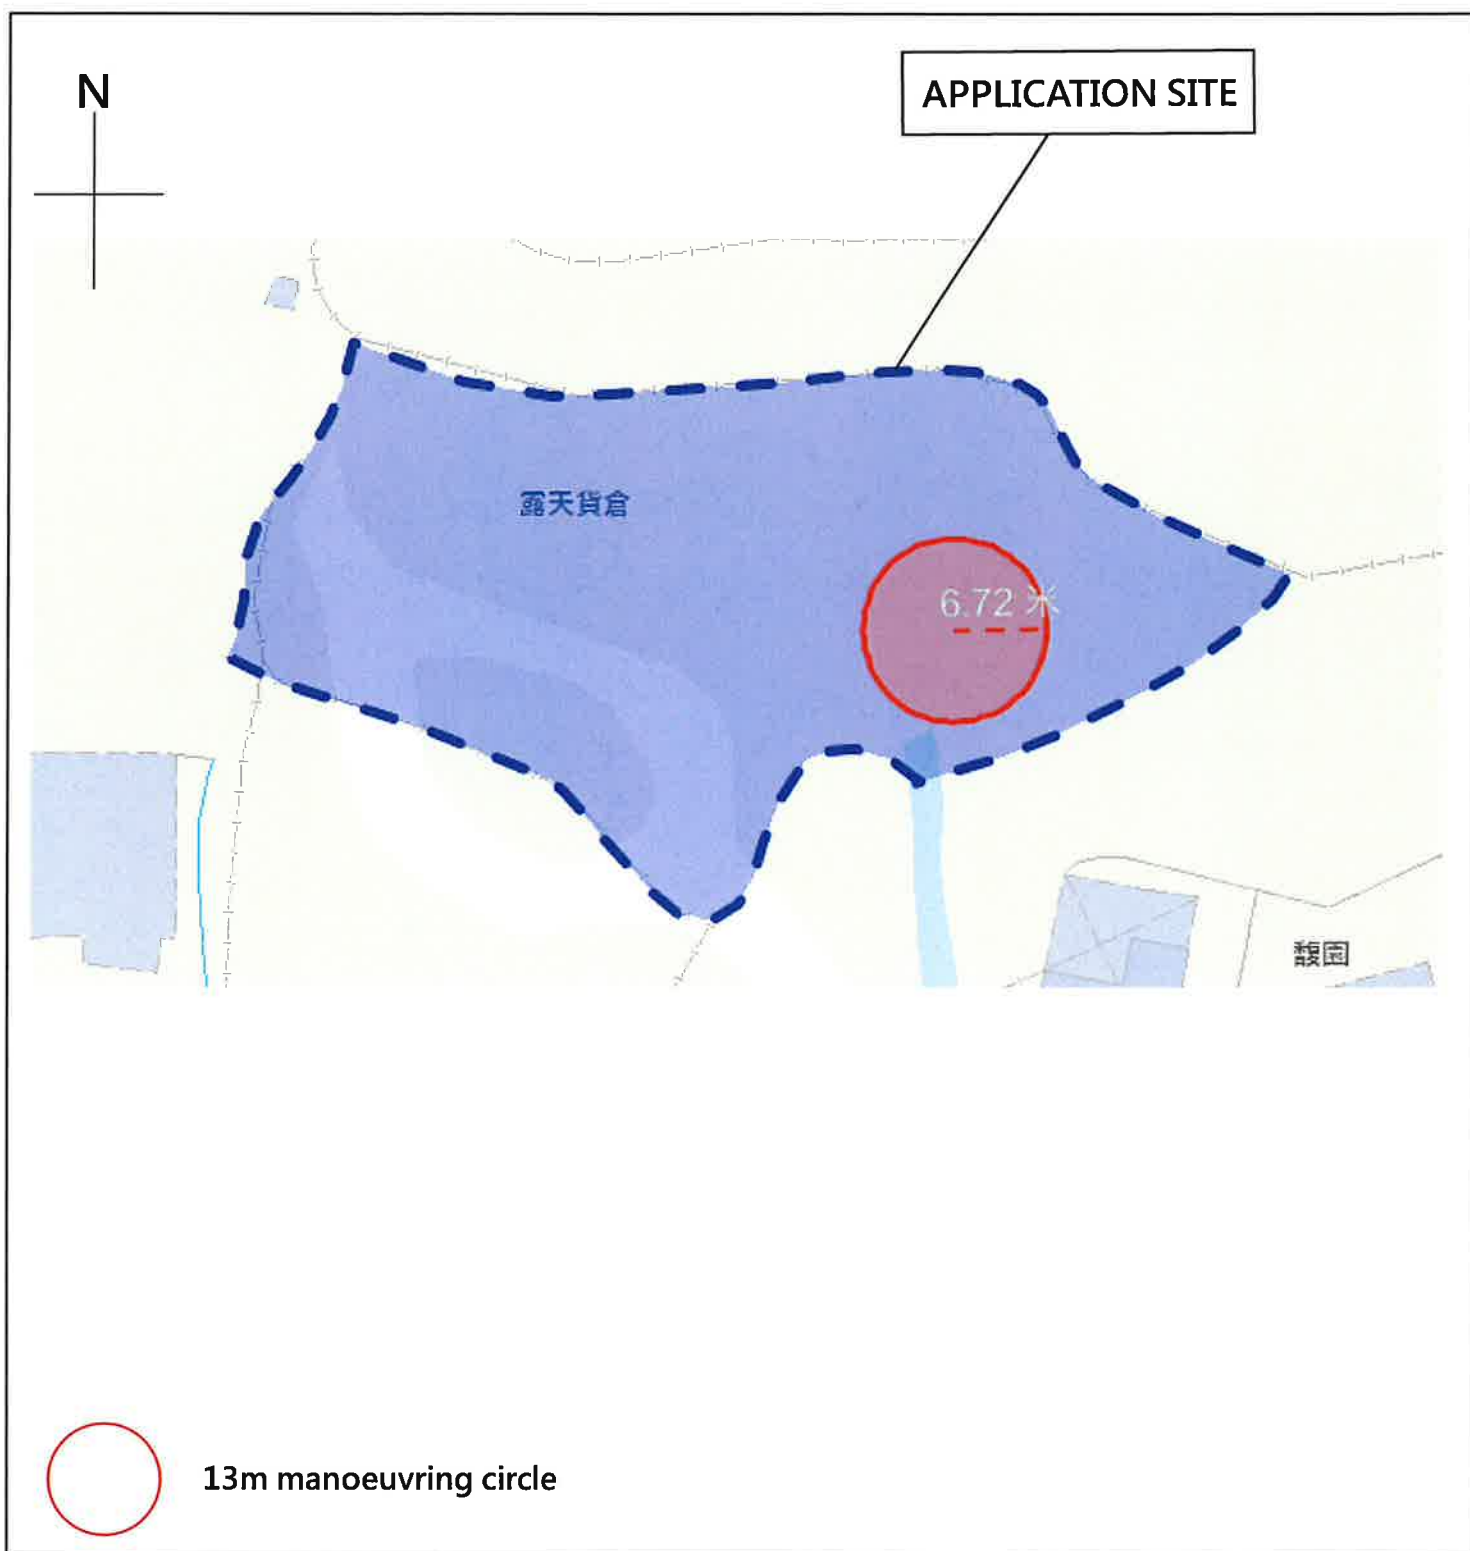 N
APPLICATION SITE
露天貨倉
6.72 米
馥園
13m manoeuvring circle